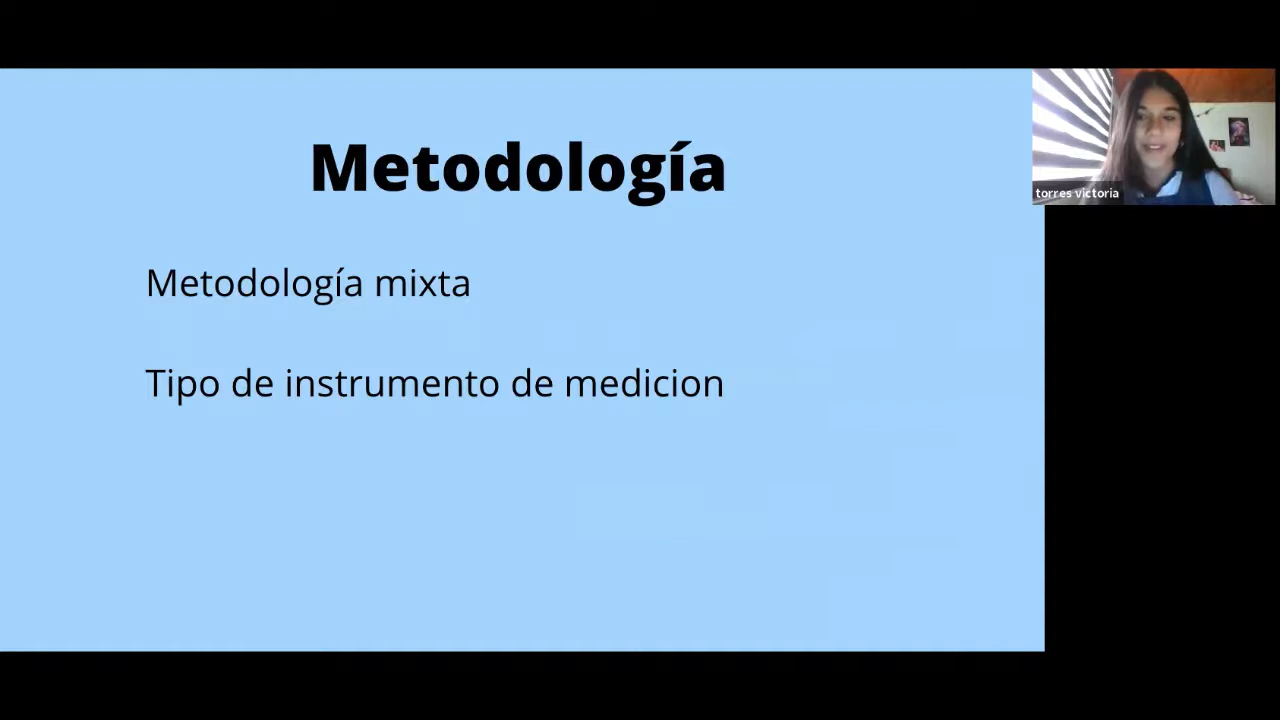 Metodología
Metodología mixta
Tipo de instrumento de medicion
torres victoria